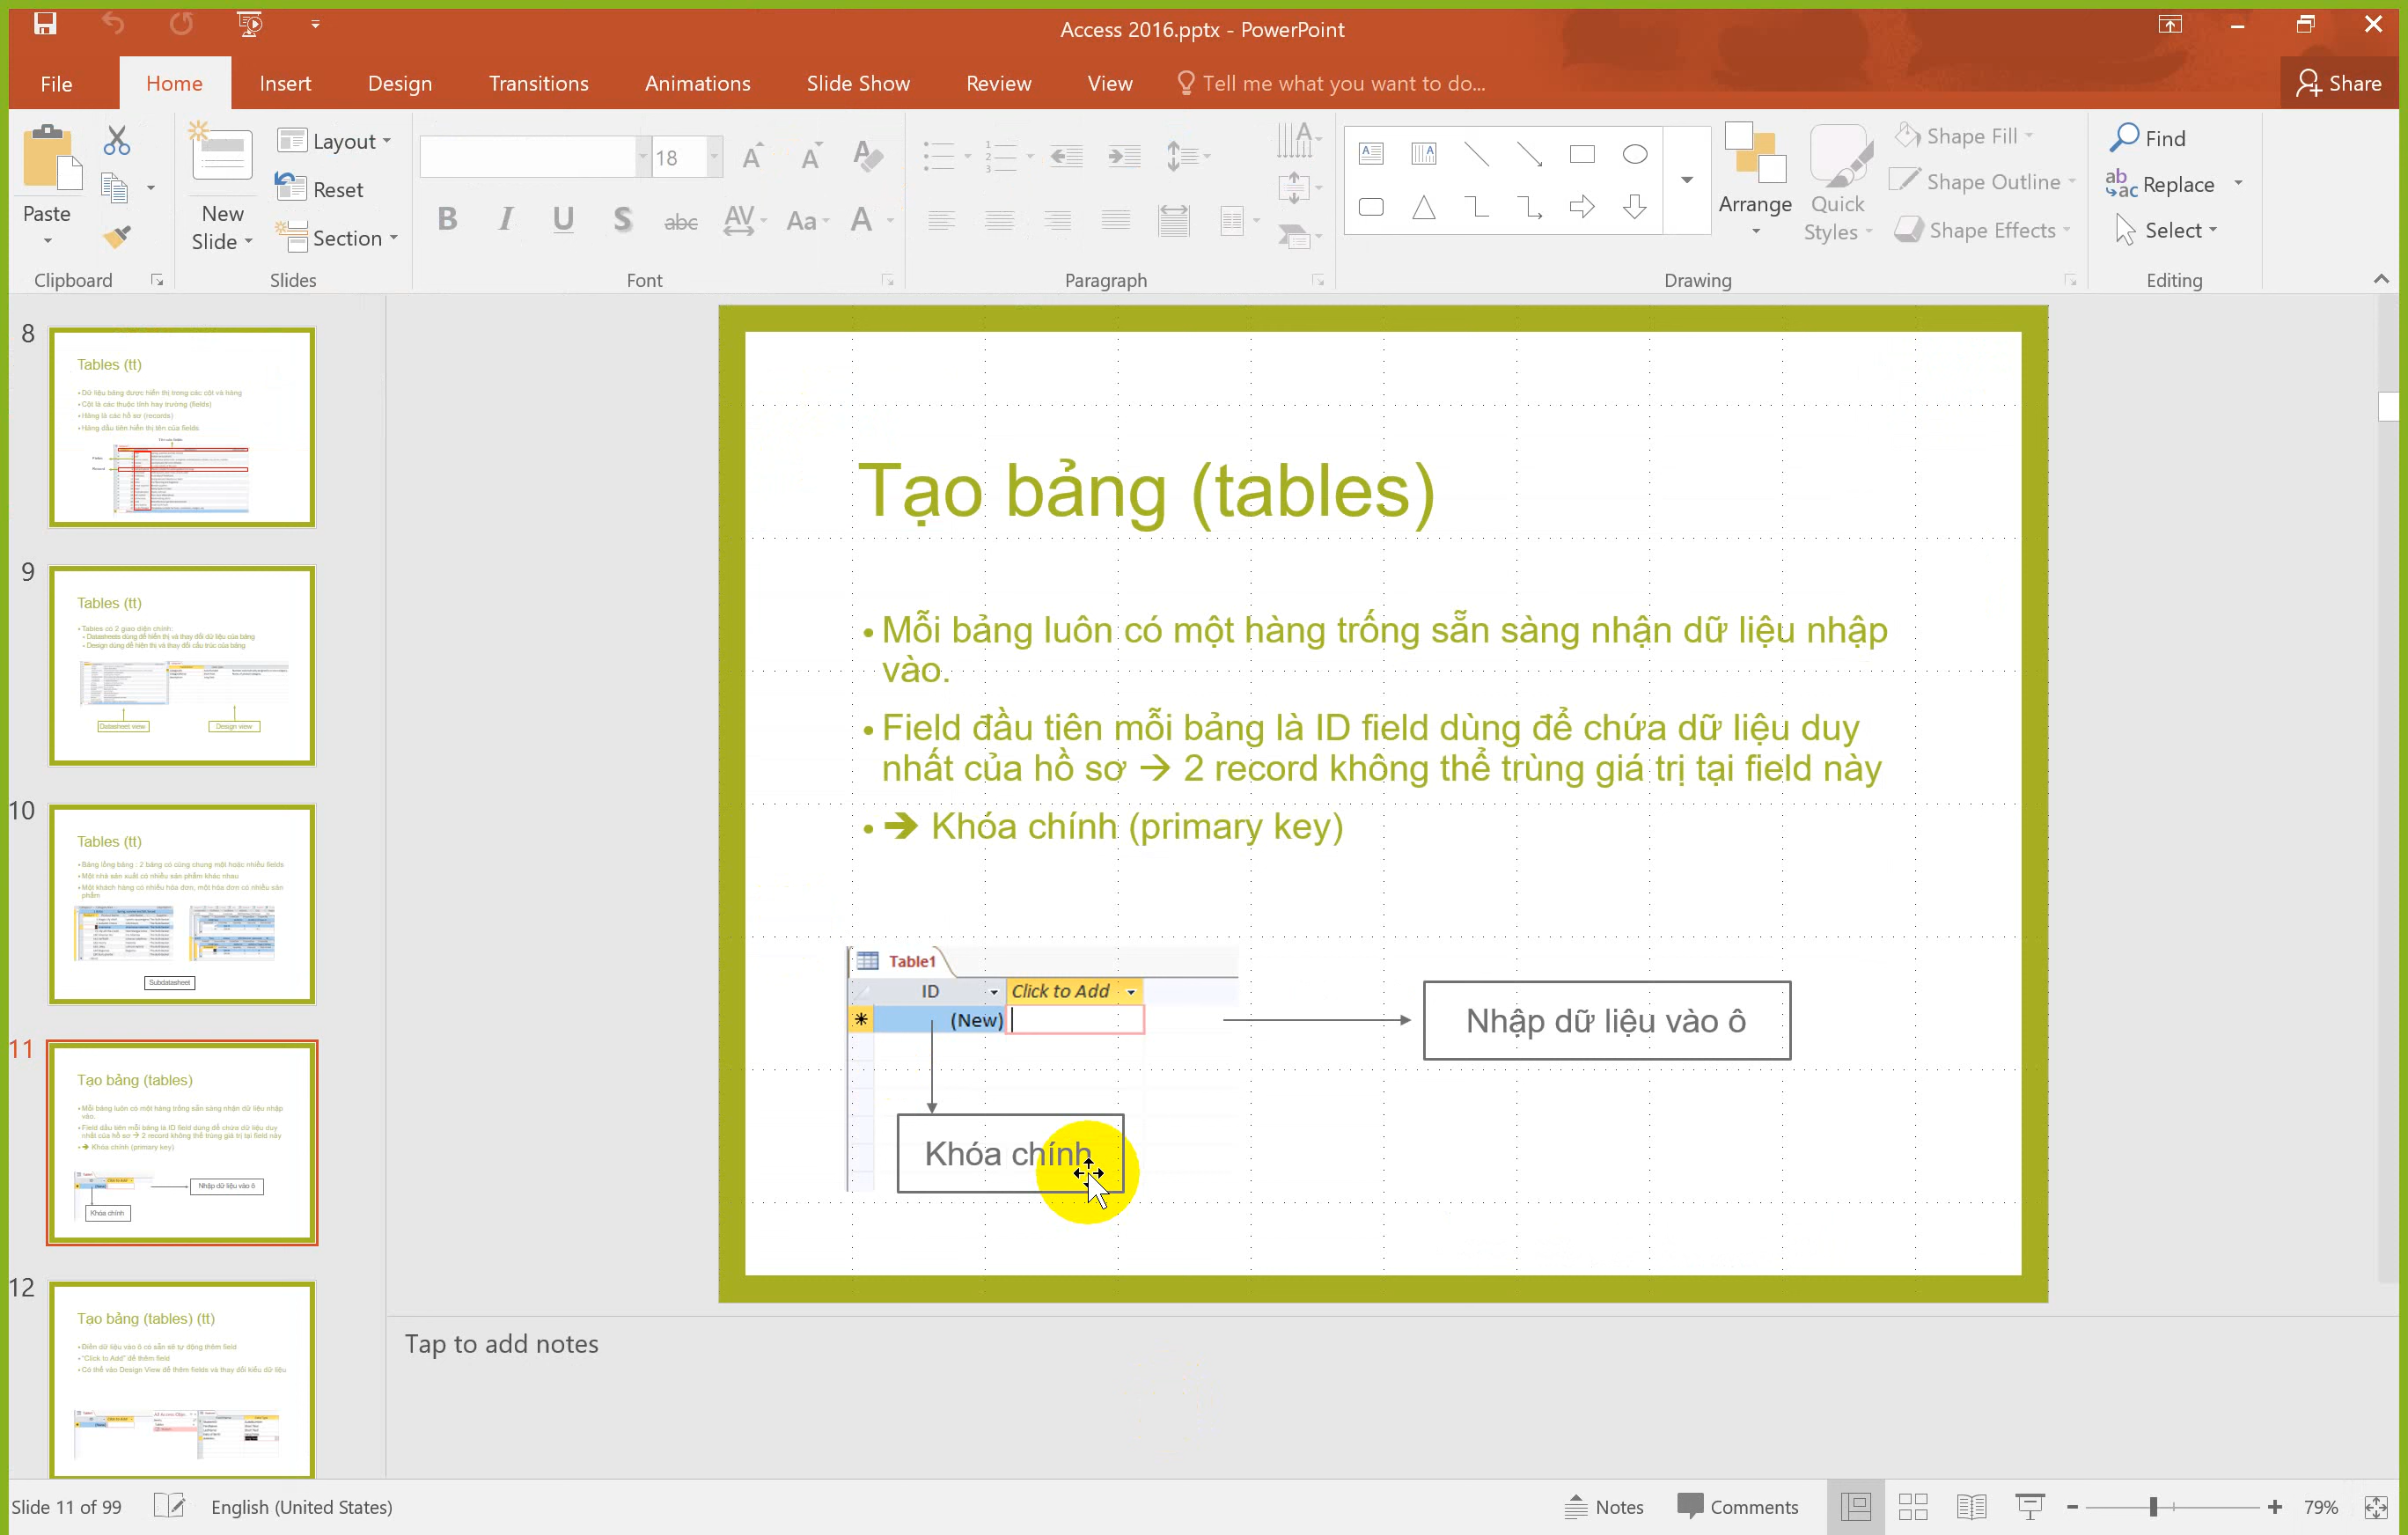 Access 2016.pptx - PowerPoint
File Home Insert Design Transitions Animations Slide Show Review View Tell me what you want to do... Share
Paste
New Slide
Layout
Reset
Section
18
Arrange
Quick Styles
Shape Fill
Shape Outline
Shape Effects
Find
Replace
Select
Clipboard Slides Font Paragraph Drawing Editing
8
Tables (tt)
• Dữ liệu bảng được hiển thị trong các cột và hàng
• Cột là các thuộc tính hay trường (fields)
• Hàng là các hồ sơ (records)
• Hàng đầu tiên hiển thị tên của fields
9
Tables (tt)
• Tables có 2 giao diện chính:
• Datasheets dùng để hiển thị và thay đổi dữ liệu của bảng
• Design dùng để hiển thị và thay đổi cấu trúc của bảng
Datasheet view
Design view
10
Tables (tt)
• Bảng lồng bảng : 2 bảng có cùng chung một hoặc nhiều fields
• Một nhà sản xuất có nhiều sản phẩm khác nhau
• Một khách hàng có nhiều hóa đơn, một hóa đơn có nhiều sản
phẩm
Subdatasheet
11
Tạo bảng (tables)
• Mỗi bảng luôn có một hàng trống sẵn sàng nhận dữ liệu nhập
vào.
• Field đầu tiên mỗi bảng là ID field dùng để chứa dữ liệu duy
nhất của hồ sơ → 2 record không thể trùng giá trị tại field này
• ➔ Khóa chính (primary key)
Nhập dữ liệu vào ô
Khóa chính
12
Tạo bảng (tables) (tt)
• Điền dữ liệu vào ô có sẵn sẽ tự động thêm field
• "Click to Add" để thêm field
• Có thể vào Design View để thêm fields và thay đổi kiểu dữ liệu
Tạo bảng (tables)
• Mỗi bảng luôn có một hàng trống sẵn sàng nhận dữ liệu nhập
vào.
• Field đầu tiên mỗi bảng là ID field dùng để chứa dữ liệu duy
nhất của hồ sơ → 2 record không thể trùng giá trị tại field này
• ➔ Khóa chính (primary key)
Table1
ID Click to Add
(New)
Nhập dữ liệu vào ô
Khóa chính
Tap to add notes
Slide 11 of 99 English (United States) Notes Comments 79%